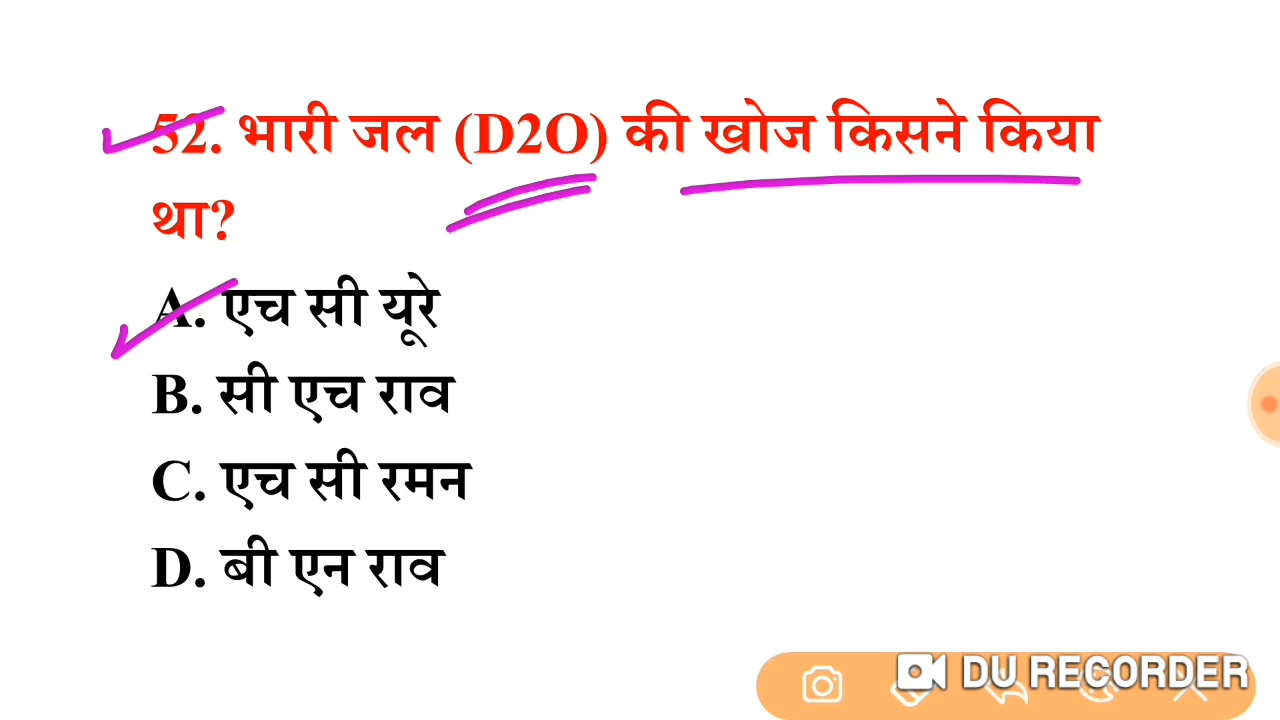 52. भारी जल (D2O) की खोज किसने किया
था?
A. एच सी यूरे
B. सी एच राव
C. एच सी रमन
D. बी एन राव
DU RECORDER